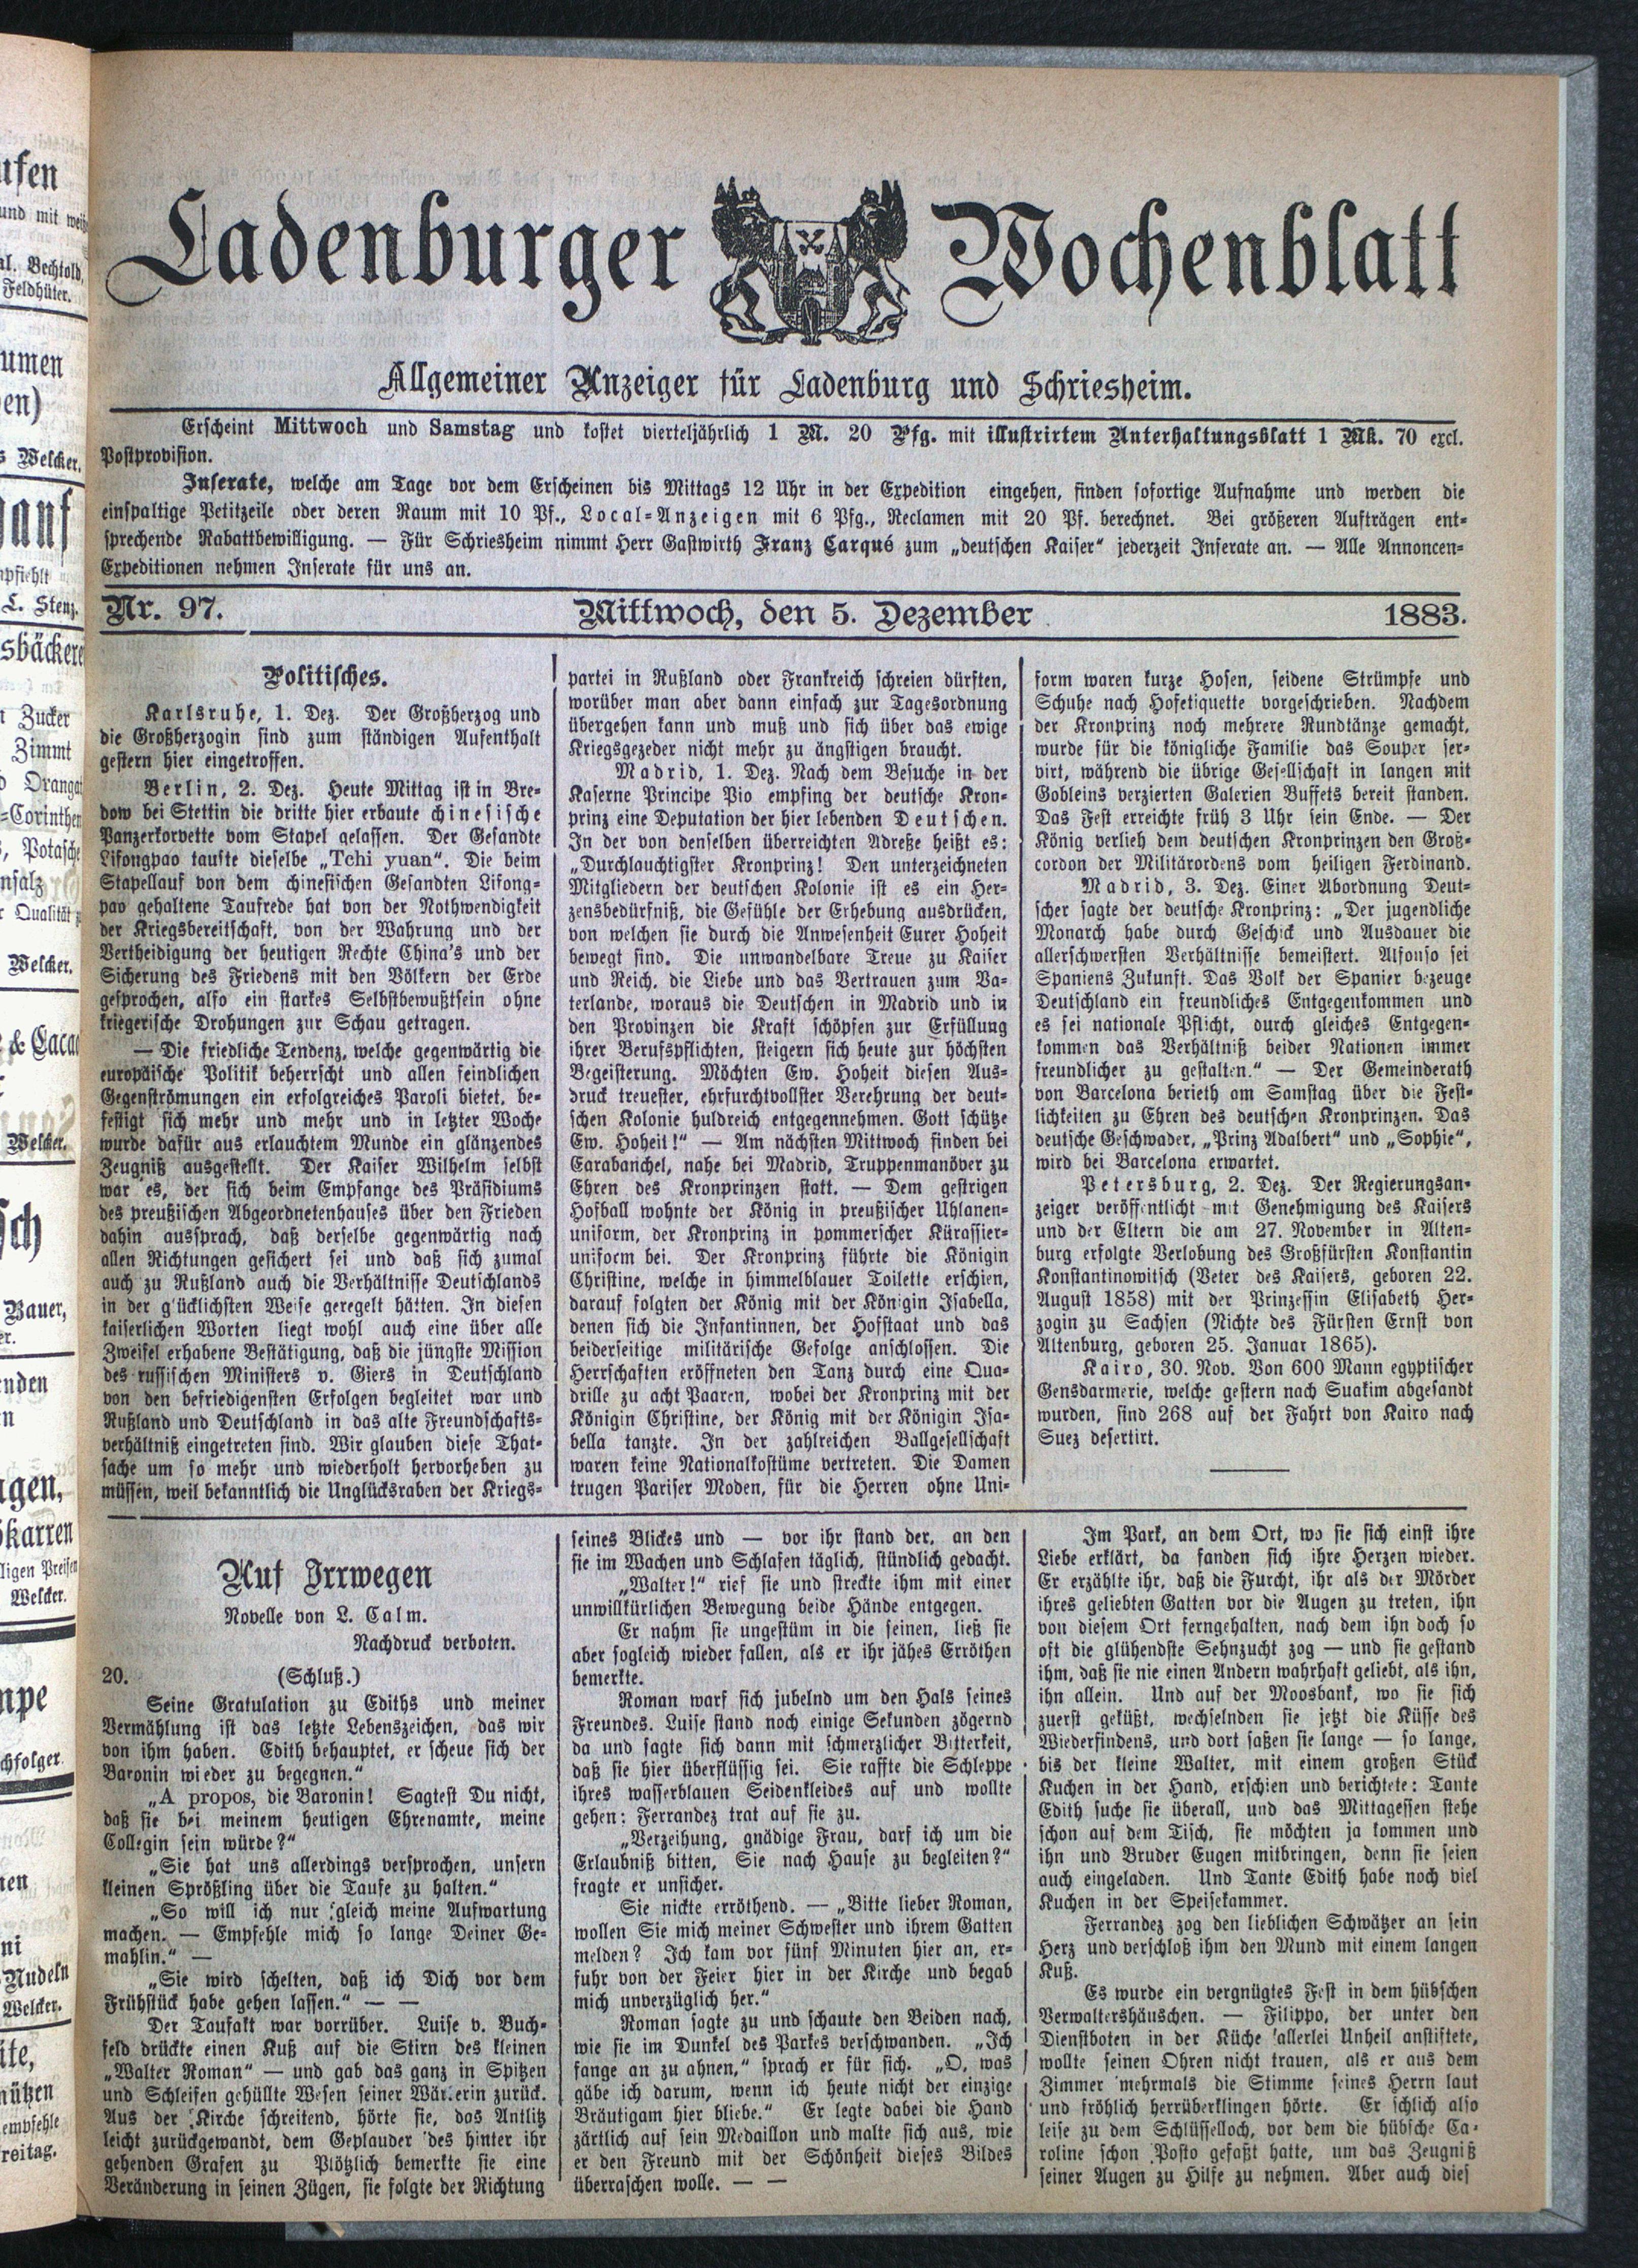 Ladenburger Wochenblatt
Allgemeiner Anzeiger für Ladenburg und Schriesheim.
Erscheint Mittwoch und Samstag und kostet vierteljährlich 1 M. 20 Pfg. mit illustrirtem Unterhaltungsblatt 1 Mk. 70 excl.
Postprovision.
Inserate, welche am Tage vor dem Erscheinen bis Mittags 12 Uhr in der Expedition eingehen, finden sofortige Aufnahme und werden die
einspaltige Petitzeile oder deren Raum mit 10 Pf., Local-Anzeigen mit 6 Pfg., Reclamen mit 20 Pf. berechnet. Bei größeren Aufträgen ent-
sprechende Rabattbewilligung. — Für Schriesheim nimmt Herr Gastwirth Franz Carqué zum „deutschen Kaiser“ jederzeit Inserate an. — Alle Annoncen-
Expeditionen nehmen Inserate für uns an.
Nr. 97. Mittwoch, den 5. Dezember 1883.
Politisches.
Karlsruhe, 1. Dez. Der Großherzog und
die Großherzogin sind zum ständigen Aufenthalt
gestern hier eingetroffen.
Berlin, 2. Dez. Heute Mittag ist in Bre-
dow bei Stettin die dritte hier erbaute chinesische
Panzerkorvette vom Stapel gelassen. Der Gesandte
Lifongpao taufte dieselbe „Tchi yuan“. Die beim
Stapellauf von dem chinesischen Gesandten Lifong-
pao gehaltene Taufrede hat von der Nothwendigkeit
der Kriegsbereitschaft, von der Wahrung und der
Vertheidigung der heutigen Rechte China's und der
Sicherung des Friedens mit den Völkern der Erde
gesprochen, also ein starkes Selbstbewußtsein ohne
kriegerische Drohungen zur Schau getragen.
— Die friedliche Tendenz, welche gegenwärtig die
europäische Politik beherrscht und allen feindlichen
Gegenströmungen ein erfolgreiches Paroli bietet, be-
festigt sich mehr und mehr und in letzter Woche
wurde dafür aus erlauchtem Munde ein glänzendes
Zeugniß ausgestellt. Der Kaiser Wilhelm selbst
war es, der sich beim Empfange des Präsidiums
des preußischen Abgeordnetenhauses über den Frieden
dahin aussprach, daß derselbe gegenwärtig nach
allen Richtungen gesichert sei und daß sich zumal
auch zu Rußland auch die Verhältnisse Deutschlands
in der glücklichsten Weise geregelt hätten. In diesen
kaiserlichen Worten liegt wohl auch eine über alle
Zweifel erhabene Bestätigung, daß die jüngste Mission
des russischen Ministers v. Giers in Deutschland
von den befriedigensten Erfolgen begleitet war und
Rußland und Deutschland in das alte Freundschafts-
verhältniß eingetreten sind. Wir glauben diese That-
sache um so mehr und wiederholt hervorheben zu
müssen, weil bekanntlich die Unglücksraben der Kriegs-
partei in Rußland oder Frankreich schreien dürften,
worüber man aber dann einfach zur Tagesordnung
übergehen kann und muß und sich über das ewige
Kriegsgezeder nicht mehr zu ängstigen braucht.
Madrid, 1. Dez. Nach dem Besuche in der
Kaserne Principe Pio empfing der deutsche Kron-
prinz eine Deputation der hier lebenden Deutschen.
In der von denselben überreichten Adreße heißt es:
„Durchlauchtigster Kronprinz! Den unterzeichneten
Mitgliedern der deutschen Kolonie ist es ein Her-
zensbedürfniß, die Gefühle der Erhebung ausdrücken,
von welchen sie durch die Anwesenheit Eurer Hoheit
bewegt sind. Die unwandelbare Treue zu Kaiser
und Reich, die Liebe und das Vertrauen zum Va-
terlande, woraus die Deutschen in Madrid und in
den Provinzen die Kraft schöpfen zur Erfüllung
ihrer Berufspflichten, steigern sich heute zur höchsten
Begeisterung. Möchten Ew. Hoheit diesen Aus-
druck treuester, ehrfurchtvollster Verehrung der deut-
schen Kolonie huldreich entgegennehmen. Gott schütze
Ew. Hoheit!“ — Am nächsten Mittwoch finden bei
Carabanchel, nahe bei Madrid, Truppenmanöver zu
Ehren des Kronprinzen statt. — Dem gestrigen
Hofball wohnte der König in preußischer Uhlanen-
uniform, der Kronprinz in pommerscher Kürassier-
uniform bei. Der Kronprinz führte die Königin
Christine, welche in himmelblauer Toilette erschien,
darauf folgten der König mit der Königin Isabella,
denen sich die Infantinnen, der Hofstaat und das
beiderseitige militärische Gefolge anschlossen. Die
Herrschaften eröffneten den Tanz durch eine Qua-
drille zu acht Paaren, wobei der Kronprinz mit der
Königin Christine, der König mit der Königin Isa-
bella tanzte. In der zahlreichen Ballgesellschaft
waren keine Nationalkostüme vertreten. Die Damen
trugen Pariser Moden, für die Herren ohne Uni-
form waren kurze Hosen, seidene Strümpfe und
Schuhe nach Hofetiquette vorgeschrieben. Nachdem
der Kronprinz noch mehrere Rundtänze gemacht,
wurde für die königliche Familie das Souper ser-
virt, während die übrige Gesellschaft in langen mit
Gobleins verzierten Galerien Buffets bereit standen.
Das Fest erreichte früh 3 Uhr sein Ende. — Der
König verlieh dem deutschen Kronprinzen den Groß-
cordon der Militärordens vom heiligen Ferdinand.
Madrid, 3. Dez. Einer Abordnung Deut-
scher sagte der deutsche Kronprinz: „Der jugendliche
Monarch habe durch Geschick und Ausdauer die
allerschwersten Verhältnisse bemeistert. Alfonso sei
Spaniens Zukunft. Das Volk der Spanier bezeuge
Deutschland ein freundliches Entgegenkommen und
es sei nationale Pflicht, durch gleiches Entgegen-
kommen das Verhältniß beider Nationen immer
freundlicher zu gestalten.“ — Der Gemeinderath
von Barcelona berieth am Samstag über die Fest-
lichkeiten zu Ehren des deutschen Kronprinzen. Das
deutsche Geschwader, „Prinz Adalbert“ und „Sophie“,
wird bei Barcelona erwartet.
Petersburg, 2. Dez. Der Regierungsan-
zeiger veröffentlicht mit Genehmigung des Kaisers
und der Eltern die am 27. November in Alten-
burg erfolgte Verlobung des Großfürsten Konstantin
Konstantinowitsch (Veter des Kaisers, geboren 22.
August 1858) mit der Prinzessin Elisabeth Her-
zogin zu Sachsen (Nichte des Fürsten Ernst von
Altenburg, geboren 25. Januar 1865).
Kairo, 30. Nov. Von 600 Mann egyptischer
Gensdarmerie, welche gestern nach Suakim abgesandt
wurden, sind 268 auf der Fahrt von Kairo nach
Suez desertirt.
Auf Irrwegen
Novelle von L. Calm.
Nachdruck verboten.
20. (Schluß.)
Seine Gratulation zu Ediths und meiner
Vermählung ist das letzte Lebenszeichen, das wir
von ihm haben. Edith behauptet, er scheue sich der
Baronin wieder zu begegnen.“
„A propos, die Baronin! Sagtest Du nicht,
daß sie bei meinem heutigen Ehrenamte, meine
Collegin sein würde?“
„Sie hat uns allerdings versprochen, unsern
kleinen Sprößling über die Taufe zu halten.“
„So will ich nur gleich meine Aufwartung
machen. — Empfehle mich so lange Deiner Ge-
mahlin.“ —
„Sie wird schelten, daß ich Dich vor dem
Frühstück habe gehen lassen.“ — —
Der Taufakt war vorrüber. Luise v. Buch-
feld drückte einen Kuß auf die Stirn des kleinen
„Walter Roman“ — und gab das ganz in Spitzen
und Schleifen gehüllte Wesen seiner Wärterin zurück.
Aus der Kirche schreitend, hörte sie, das Antlitz
leicht zurückgewandt, dem Geplauder des hinter ihr
gehenden Grafen zu Plötzlich bemerkte sie eine
Veränderung in seinen Zügen, sie folgte der Richtung
seines Blickes und — vor ihr stand der, an den
sie im Wachen und Schlafen täglich, stündlich gedacht.
„Walter!“ rief sie und streckte ihm mit einer
unwillkürlichen Bewegung beide Hände entgegen.
Er nahm sie ungestüm in die seinen, ließ sie
aber sogleich wieder fallen, als er ihr jähes Erröthen
bemerkte.
Roman warf sich jubelnd um den Hals seines
Freundes. Luise stand noch einige Sekunden zögernd
da und sagte sich dann mit schmerzlicher Bitterkeit,
daß sie hier überflüssig sei. Sie raffte die Schleppe
ihres wasserblauen Seidenkleides auf und wollte
gehen: Ferrandez trat auf sie zu.
„Verzeihung, gnädige Frau, darf ich um die
Erlaubniß bitten, Sie nach Hause zu begleiten?“
fragte er unsicher.
Sie nickte erröthend. — „Bitte lieber Roman,
wollen Sie mich meiner Schwester und ihrem Gatten
melden? Ich kam vor fünf Minuten hier an, er-
fuhr von der Feier hier in der Kirche und begab
mich unverzüglich her.“
Roman sagte zu und schaute den Beiden nach,
wie sie im Dunkel des Parkes verschwanden. „Ich
fange an zu ahnen,“ sprach er für sich. „O, was
gäbe ich darum, wenn ich heute nicht der einzige
Bräutigam hier bliebe.“ Er legte dabei die Hand
zärtlich auf sein Medaillon und malte sich aus, wie
er den Freund mit der Schönheit dieses Bildes
überraschen wolle. — —
Im Park, an dem Ort, wo sie sich einst ihre
Liebe erklärt, da fanden sich ihre Herzen wieder.
Er erzählte ihr, daß die Furcht, ihr als der Mörder
ihres geliebten Gatten vor die Augen zu treten, ihn
von diesem Ort ferngehalten, nach dem ihn doch so
oft die glühendste Sehnzucht zog — und sie gestand
ihm, daß sie nie einen Andern wahrhaft geliebt, als ihn,
ihn allein. Und auf der Moosbank, wo sie sich
zuerst geküßt, wechselnden sie jetzt die Küsse des
Wiederfindens, und dort saßen sie lange — so lange,
bis der kleine Walter, mit einem großen Stück
Kuchen in der Hand, erschien und berichtete: Tante
Edith suche sie überall, und das Mittagessen stehe
schon auf dem Tisch, sie möchten ja kommen und
ihn und Bruder Eugen mitbringen, denn sie seien
auch eingeladen. Und Tante Edith habe noch viel
Kuchen in der Speisekammer.
Ferrandez zog den lieblichen Schwätzer an sein
Herz und verschloß ihm den Mund mit einem langen
Kuß.
Es wurde ein vergnügtes Fest in dem hübschen
Verwaltershäuschen. — Filippo, der unter den
Dienstboten in der Küche allerlei Unheil anstiftete,
wollte seinen Ohren nicht trauen, als er aus dem
Zimmer mehrmals die Stimme seines Herrn laut
und fröhlich herrüberklingen hörte. Er schlich also
leise zu dem Schlüsselloch, vor dem die hübsche Ca-
roline schon Posto gefaßt hatte, um das Zeugniß
seiner Augen zu Hilfe zu nehmen. Aber auch dies